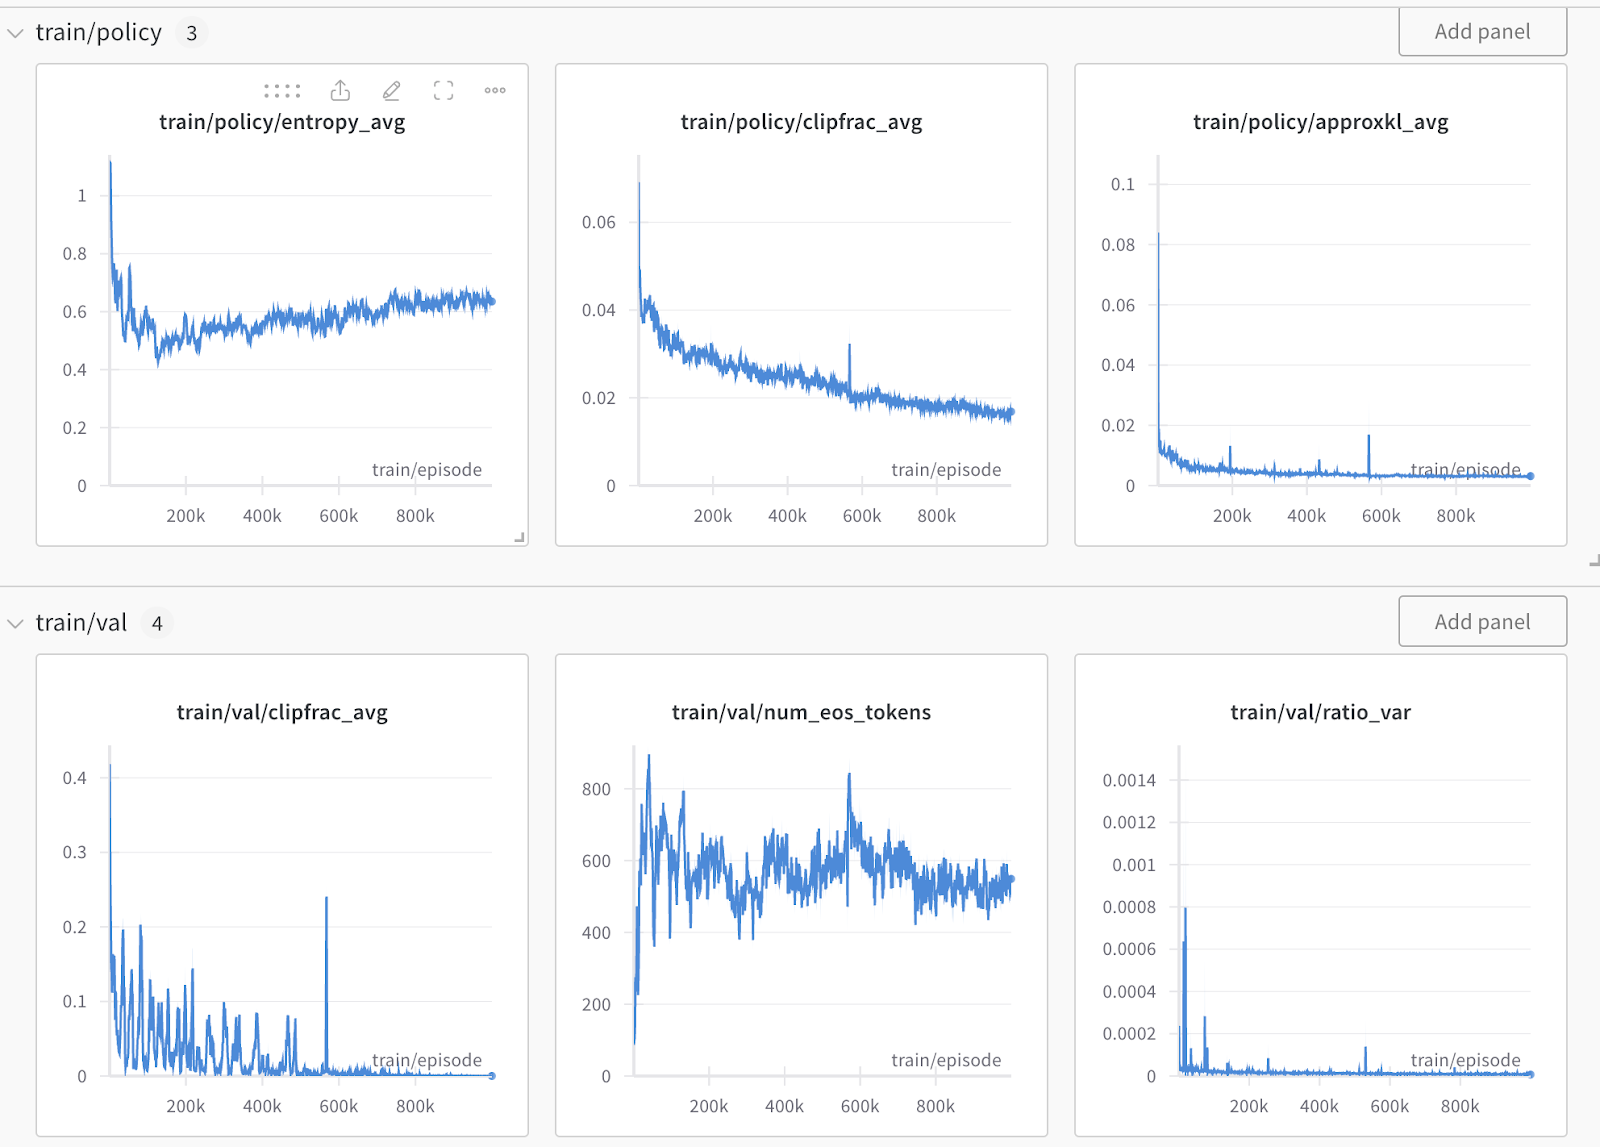 train/policy 3 Add panel
train/policy/entropy_avg
1
0.8
0.6
0.4
0.2
0
train/episode
200k 400k 600k 800k
train/policy/clipfrac_avg
0.06
0.04
0.02
0
train/episode
200k 400k 600k 800k
train/policy/approxkl_avg
0.1
0.08
0.06
0.04
0.02
0
train/episode
200k 400k 600k 800k
train/val 4 Add panel
train/val/clipfrac_avg
0.4
0.3
0.2
0.1
0
train/episode
200k 400k 600k 800k
train/val/num_eos_tokens
800
600
400
200
0
train/episode
200k 400k 600k 800k
train/val/ratio_var
0.0014
0.0012
0.001
0.0008
0.0006
0.0004
0.0002
0
train/episode
200k 400k 600k 800k